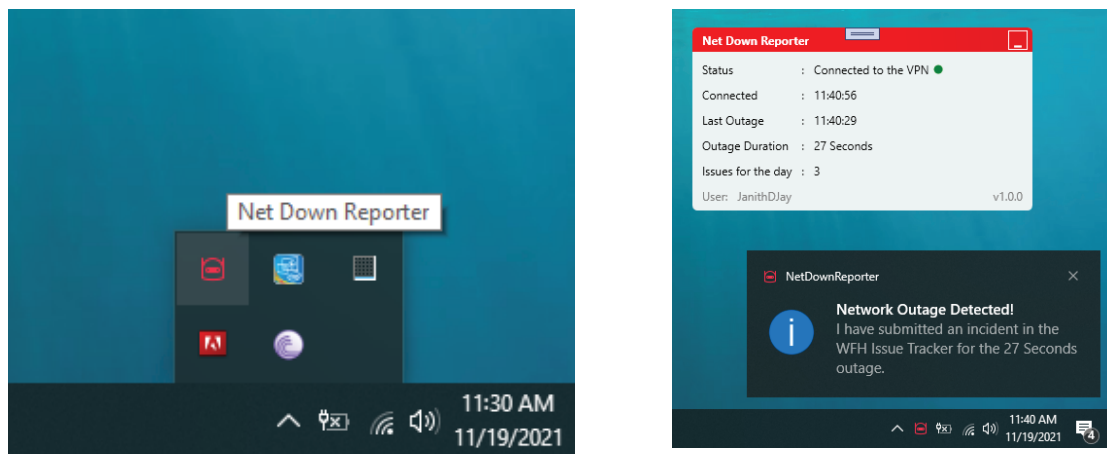 Net Down Reporter
11:30 AM
11/19/2021
Net Down Reporter
Status : Connected to the VPN
Connected : 11:40:56
Last Outage : 11:40:29
Outage Duration : 27 Seconds
Issues for the day : 3
User: JanithDJay v1.0.0
NetDownReporter
Network Outage Detected!
I have submitted an incident in the
WFH Issue Tracker for the 27 Seconds
outage.
11:40 AM
11/19/2021
4